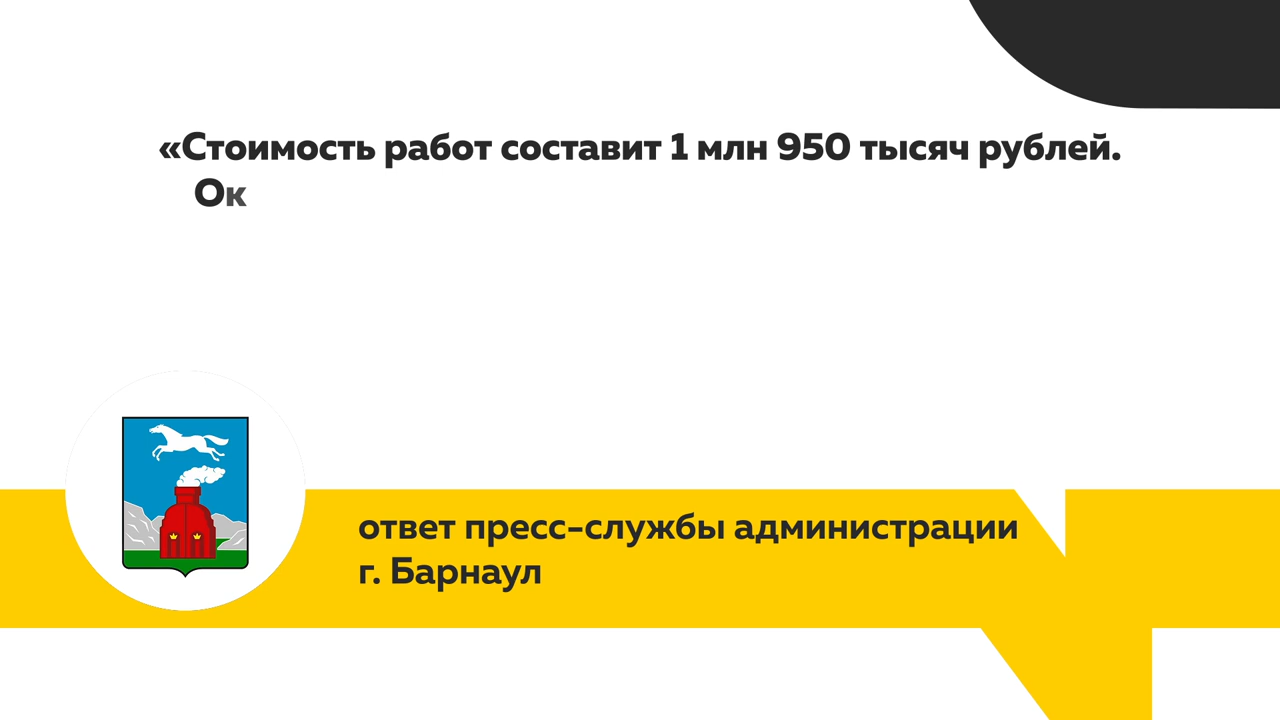 «Стоимость работ составит 1 млн 950 тысяч рублей.
Ок
ответ пресс-службы администрации
г. Барнаул